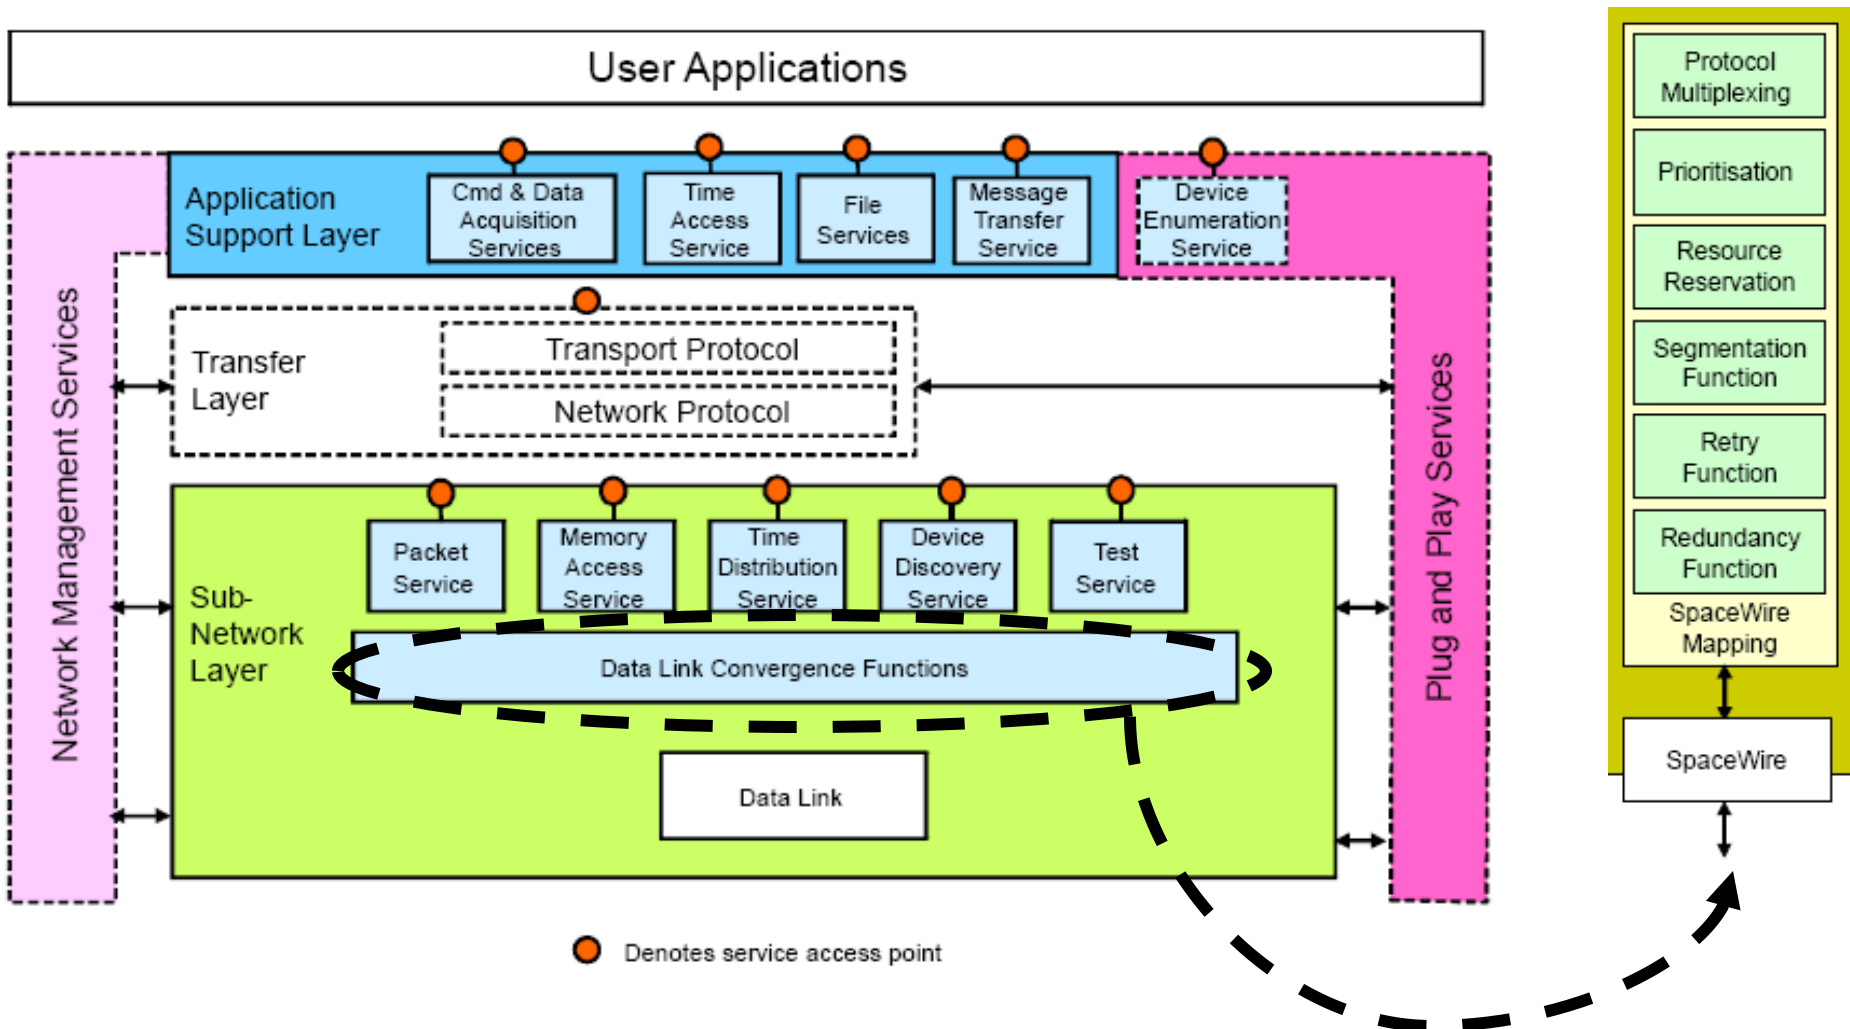 User Applications
Application
Support Layer
Cmd & Data
Acquisition
Services
Time
Access
Service
File
Services
Message
Transfer
Service
Device
Enumeration
Service
Network Management Services
Transfer
Layer
Transport Protocol
Network Protocol
Plug and Play Services
Sub-
Network
Layer
Packet
Service
Memory
Access
Service
Time
Distribution
Service
Device
Discovery
Service
Test
Service
Data Link Convergence Functions
Data Link
Denotes service access point
Protocol
Multiplexing
Prioritisation
Resource
Reservation
Segmentation
Function
Retry
Function
Redundancy
Function
SpaceWire
Mapping
SpaceWire